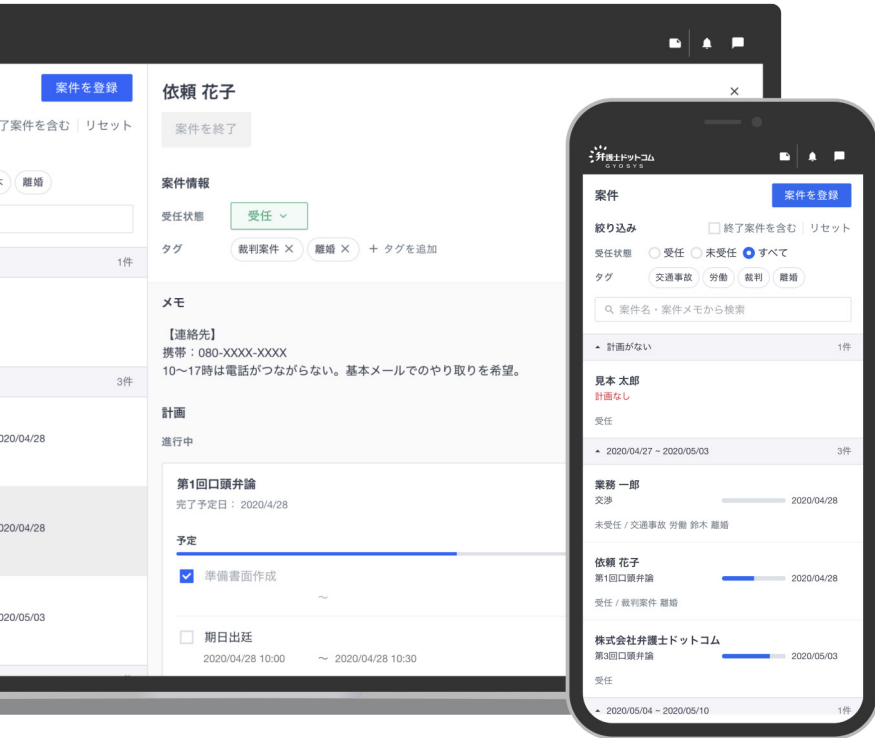 案件を登録
了案件を含む リセット
離婚
1件
3件
020/04/28
020/04/28
020/05/03
依頼 花子
案件を終了
案件情報
受任状態 受任
タグ 裁判案件 × 離婚 × + タグを追加
メモ
【連絡先】
携帯：080-XXXX-XXXX
10〜17時は電話がつながらない。基本メールでのやり取りを希望。
計画
進行中
第1回口頭弁論
完了予定日： 2020/4/28
予定
準備書面作成
〜
期日出廷
2020/04/28 10:00 〜 2020/04/28 10:30
弁護士ドットコム
GYOSYS
案件 案件を登録
絞り込み 終了案件を含む リセット
受任状態 受任 未受任 すべて
タグ 交通事故 労働 裁判 離婚
案件名・案件メモから検索
計画がない 1件
見本 太郎
計画なし
受任
2020/04/27 ~ 2020/05/03 3件
業務 一郎
交渉 2020/04/28
未受任 / 交通事故 労働 鈴木 離婚
依頼 花子
第1回口頭弁論 2020/04/28
受任 / 裁判案件 離婚
株式会社弁護士ドットコム
第3回口頭弁論 2020/05/03
受任
2020/05/04 ~ 2020/05/10 1件